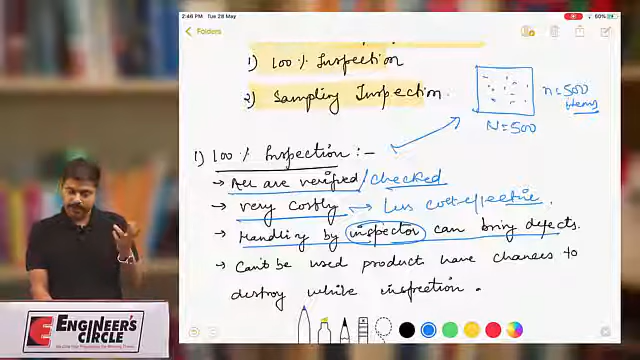 2:46 PM Tue 28 May
60%
Folders
1) 100 % Inspection
2) Sampling Inspection.
n=500
items
N=500
1) 100 % Inspection :-
→ All are verified / checked
→ very costly → Less cost-effective.
→ Handling by inspector can bring defects.
→ Can't be used product have chances to
destroy while inspection.
ENGINEER'S
CIRCLE